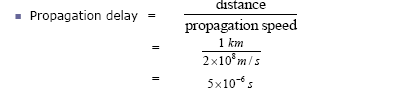 distance
▪ Propagation delay =
propagation speed
1 km
=
2×10⁸ m / s
= 5×10⁻⁶ s